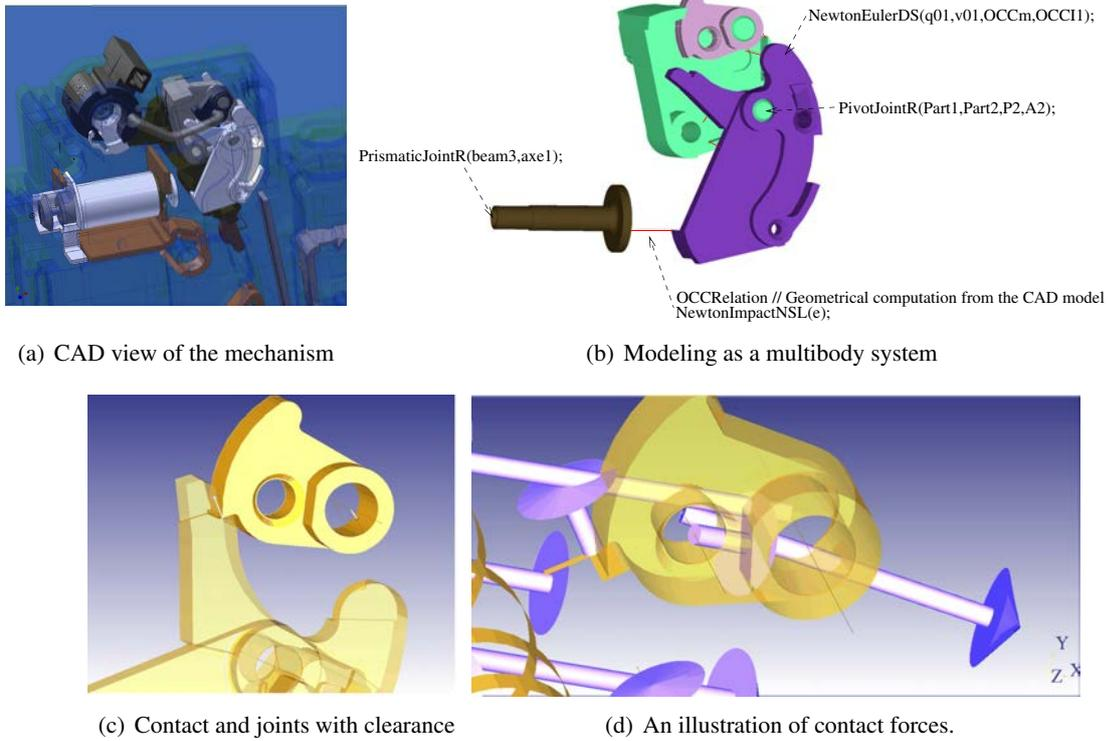 NewtonEulerDS(q01,v01,OCCm,OCCI1);
PivotJointR(Part1,Part2,P2,A2);
PrismaticJointR(beam3,axe1);
OCCRelation // Geometrical computation from the CAD model
NewtonImpactNSL(e);
(a) CAD view of the mechanism
(b) Modeling as a multibody system
Y
Z X
(c) Contact and joints with clearance
(d) An illustration of contact forces.